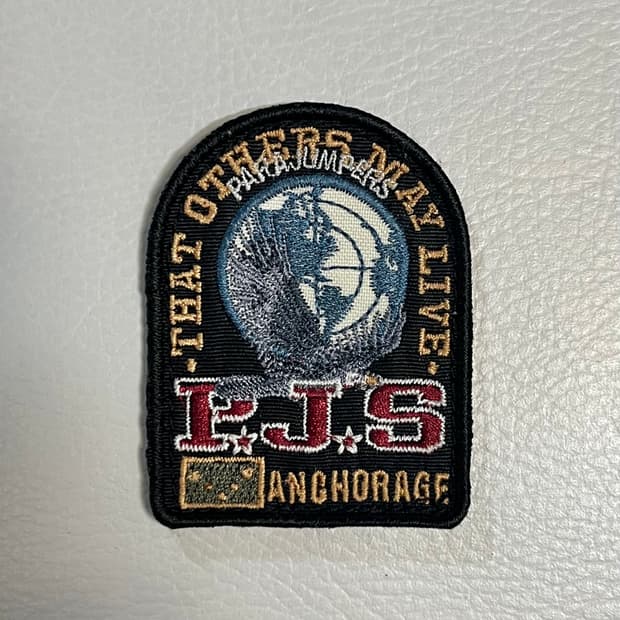 ·THAT OTHERS MAY LIVE·
PARAJUMPERS
P.J.S
ANCHORAGE